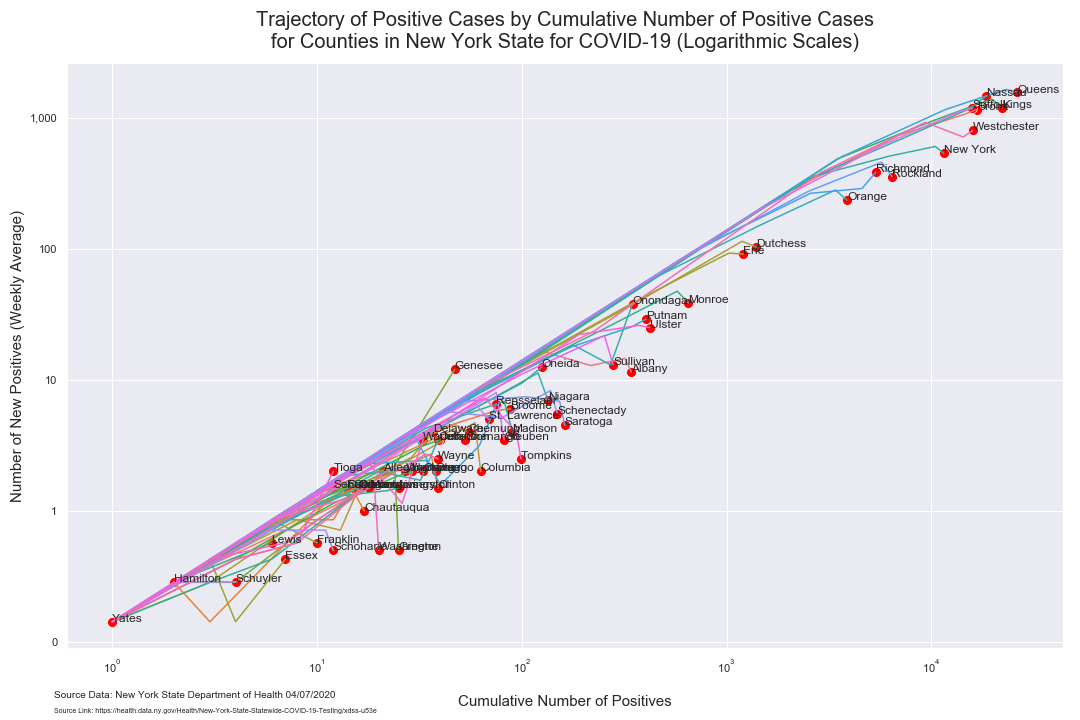 Trajectory of Positive Cases by Cumulative Number of Positive Cases
for Counties in New York State for COVID-19 (Logarithmic Scales)
Number of New Positives (Weekly Average)
1,000
100
10
1
0
Queens
Nassau
Kings
Westchester
New York
Richmond
Rockland
Orange
Dutchess
Erie
Onondaga
Monroe
Putnam
Ulster
Sullivan
Albany
Oneida
Genesee
Niagara
Rensselaer
Broome
Schenectady
Saratoga
St. Lawrence
Madison
Steuben
Delaware
Chemung
Wayne
Tompkins
Tioga
Columbia
Clinton
Chautauqua
Lewis
Franklin
Schoharie
Washington
Greene
Essex
Hamilton
Schuyler
Yates
10⁰
10¹
10²
10³
10⁴
Cumulative Number of Positives
Source Data: New York State Department of Health 04/07/2020
Source Link: https://health.data.ny.gov/Health/New-York-State-Statewide-COVID-19-Testing/xdss-u53e